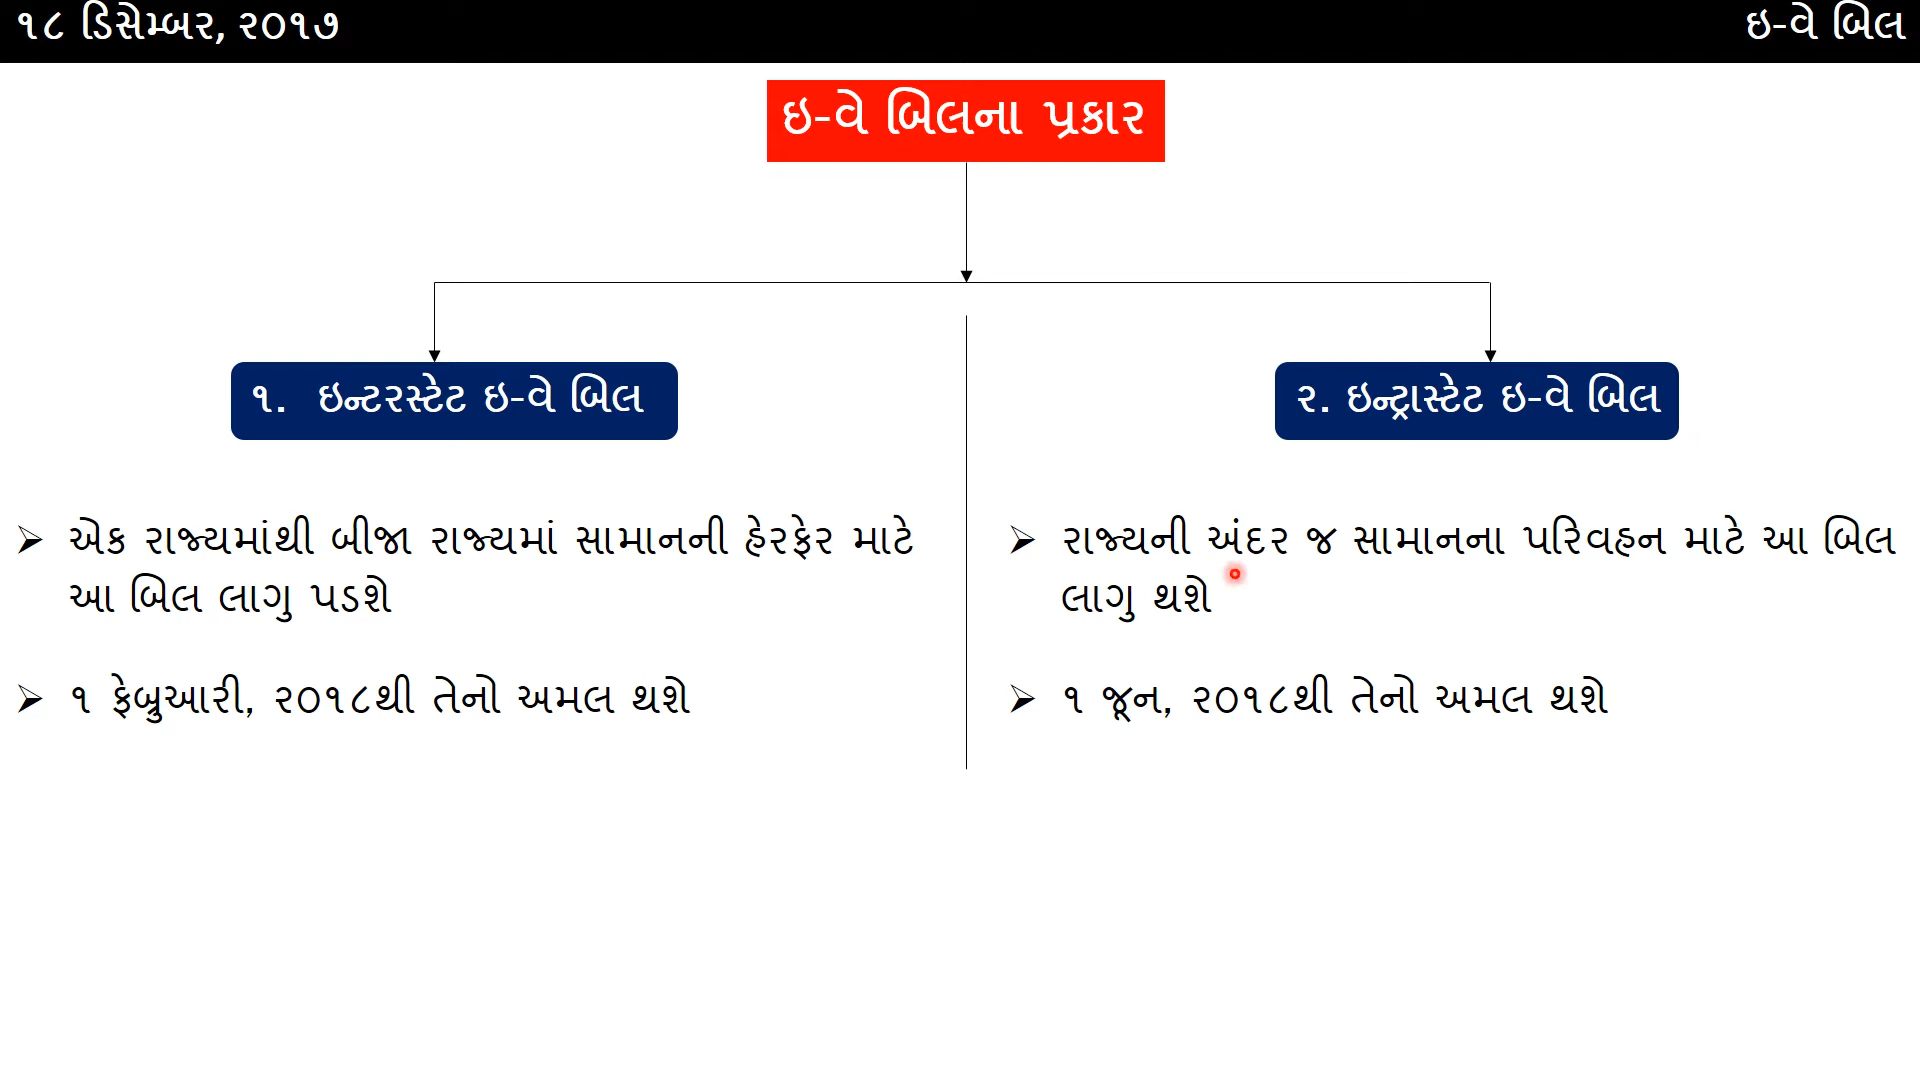 ૧૮ ડિસેમ્બર, ૨૦૧૭
ઇ-વે બિલ
ઇ-વે બિલના પ્રકાર
૧. ઇન્ટરસ્ટેટ ઇ-વે બિલ
એક રાજ્યમાંથી બીજા રાજ્યમાં સામાનની હેરફેર માટે
આ બિલ લાગુ પડશે
૧ ફેબ્રુઆરી, ૨૦૧૮થી તેનો અમલ થશે
૨. ઇન્ટ્રાસ્ટેટ ઇ-વે બિલ
રાજ્યની અંદર જ સામાનના પરિવહન માટે આ બિલ
લાગુ થશે
૧ જૂન, ૨૦૧૮થી તેનો અમલ થશે